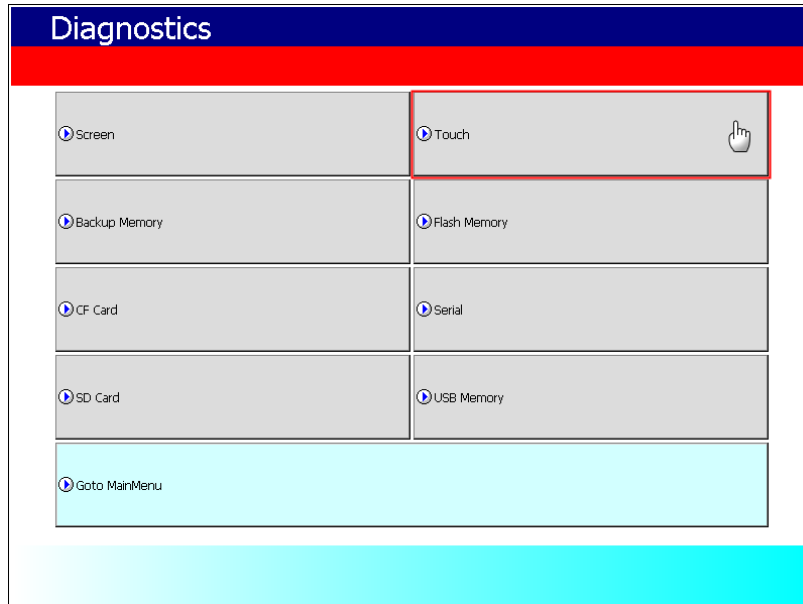 Diagnostics
Screen
Touch
Backup Memory
Flash Memory
CF Card
Serial
SD Card
USB Memory
Goto MainMenu